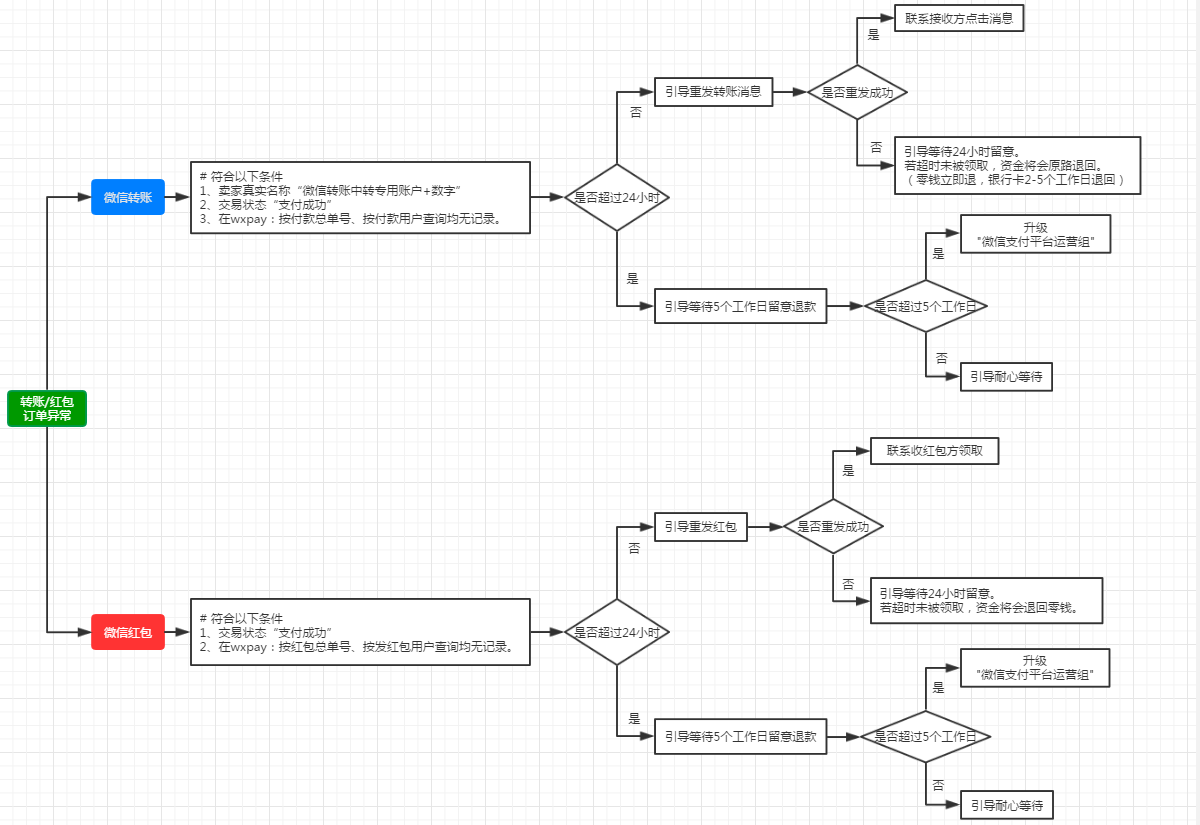 转账/红包
订单异常
微信转账
# 符合以下条件
1、卖家真实名称“微信转账中转专用账户+数字”
2、交易状态“支付成功”
3、在wxpay：按付款总单号、按付款用户查询均无记录。
是否超过24小时
否
引导重发转账消息
是否重发成功
是
联系接收方点击消息
否
引导等待24小时留意。
若超时未被领取，资金将会原路退回。
（零钱立即退，银行卡2-5个工作日退回）
是
引导等待5个工作日留意退款
是否超过5个工作日
是
升级
"微信支付平台运营组"
否
引导耐心等待
微信红包
# 符合以下条件
1、交易状态“支付成功”
2、在wxpay：按红包总单号、按发红包用户查询均无记录。
是否超过24小时
否
引导重发红包
是否重发成功
是
联系收红包方领取
否
引导等待24小时留意。
若超时未被领取，资金将会退回零钱。
是
引导等待5个工作日留意退款
是否超过5个工作日
是
升级
"微信支付平台运营组"
否
引导耐心等待